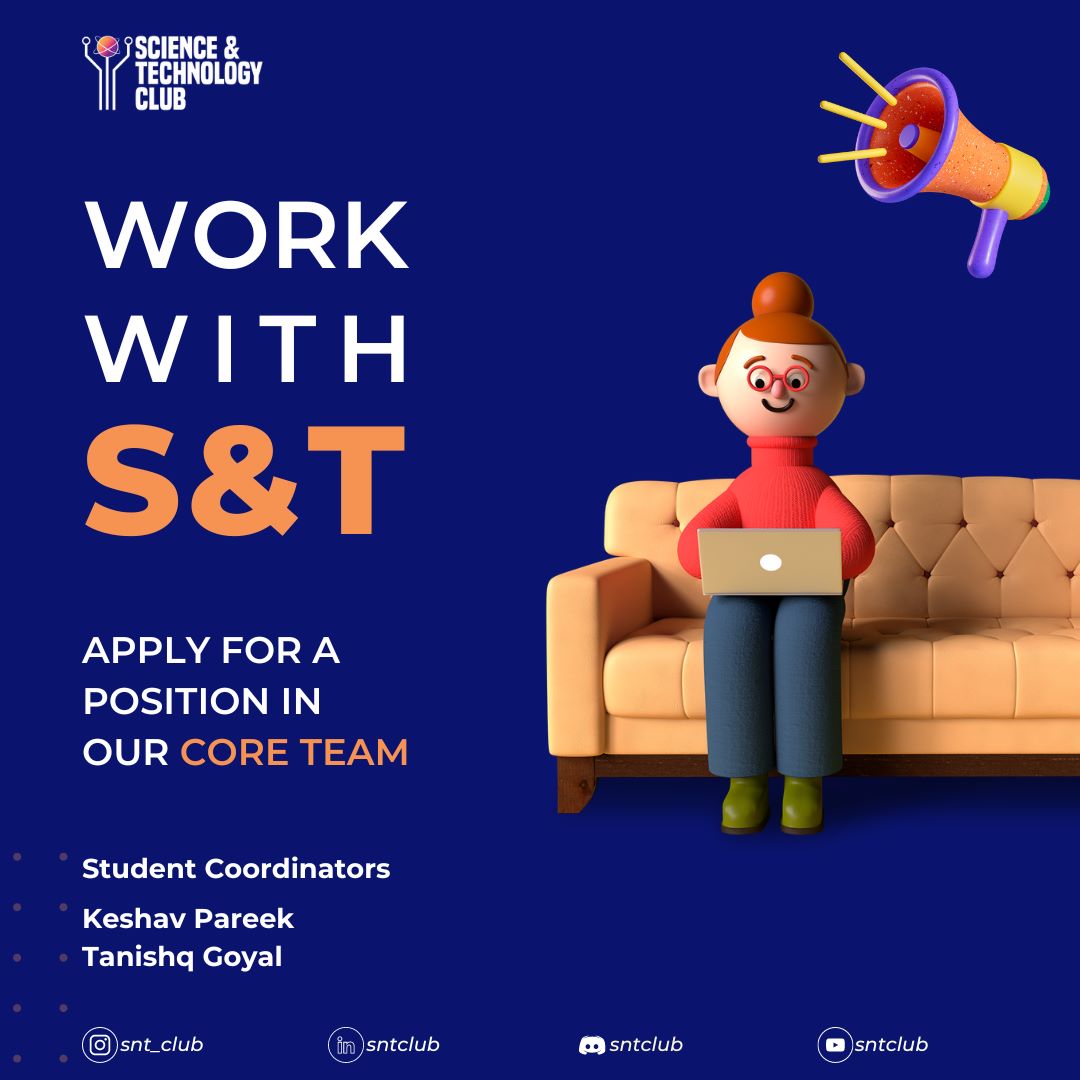 SCIENCE &
TECHNOLOGY
CLUB
WORK
WITH
S&T
APPLY FOR A
POSITION IN
OUR CORE TEAM
Student Coordinators
Keshav Pareek
Tanishq Goyal
snt_club
in sntclub
sntclub
sntclub